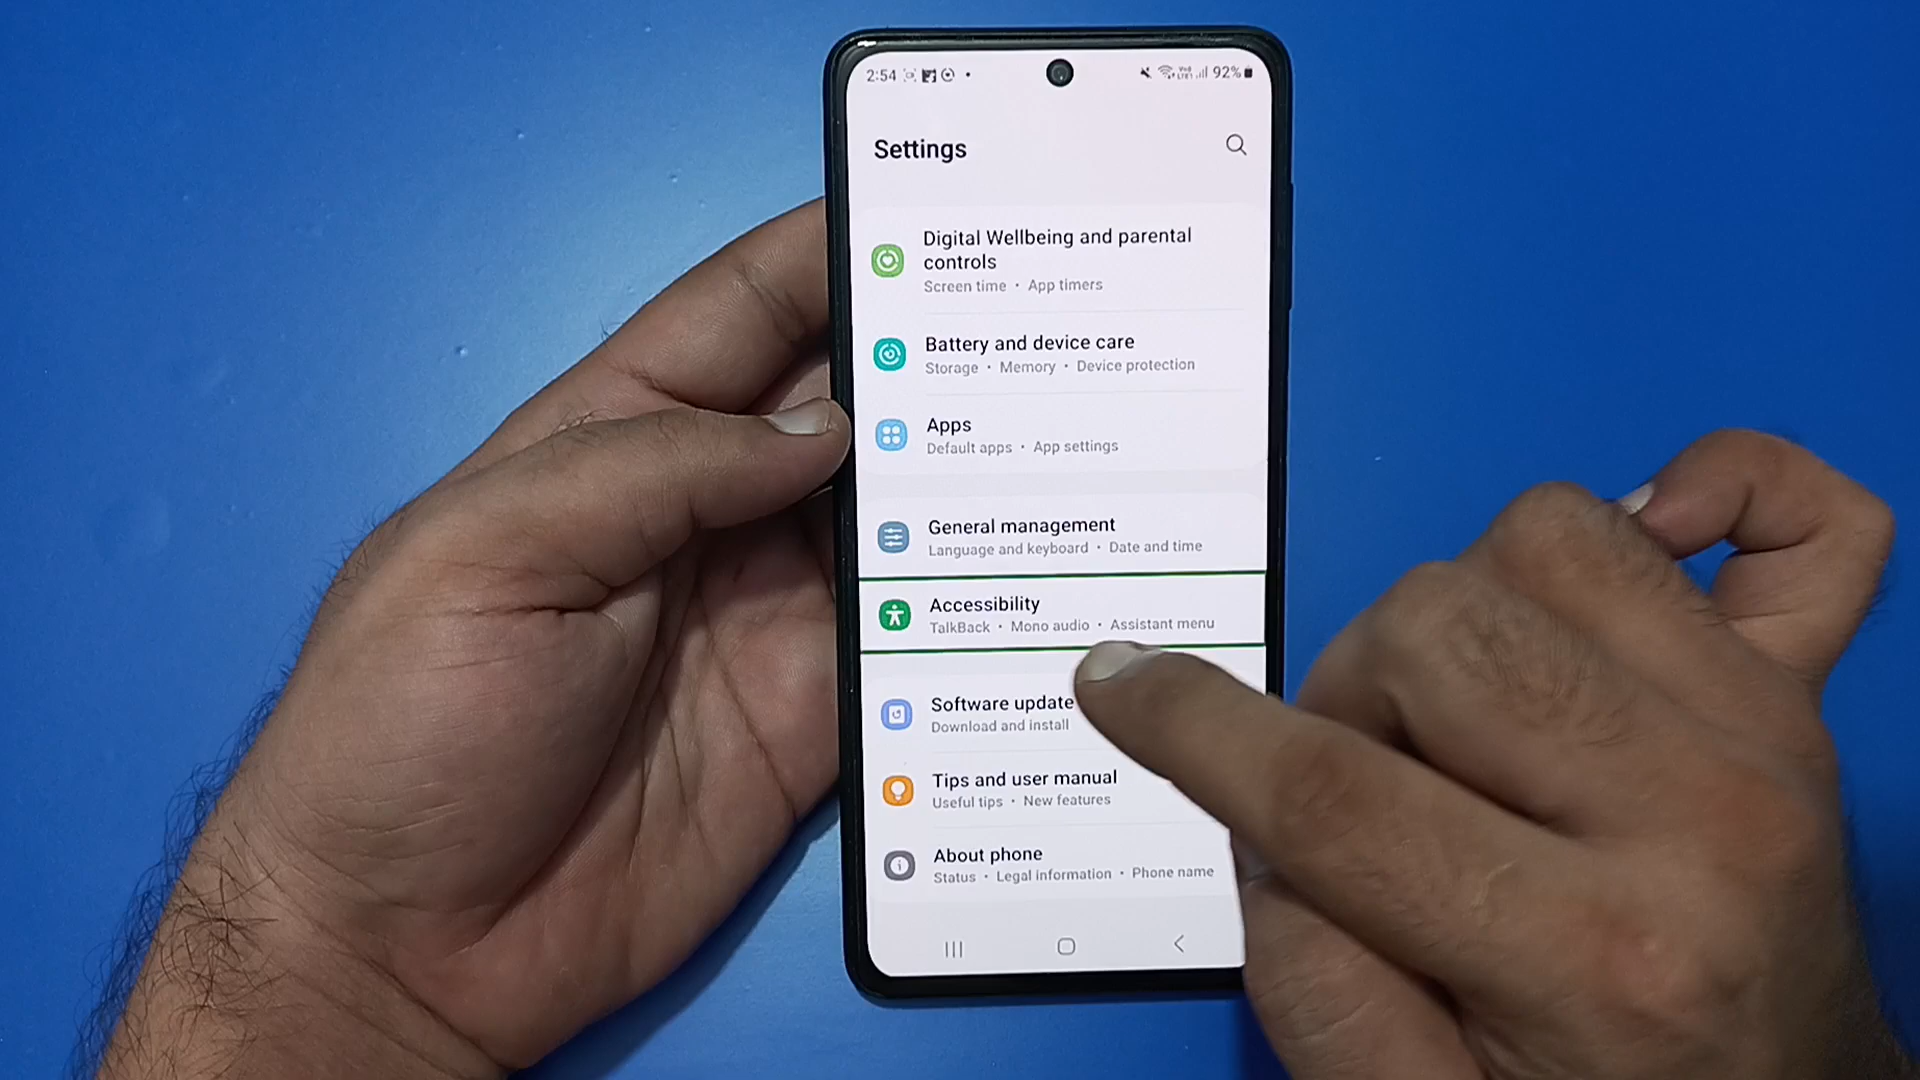 2:54
92%
Settings
Digital Wellbeing and parental
controls
Screen time • App timers
Battery and device care
Storage • Memory • Device protection
Apps
Default apps • App settings
General management
Language and keyboard • Date and time
Accessibility
TalkBack • Mono audio • Assistant menu
Software update
Download and install
Tips and user manual
Useful tips • New features
About phone
Status • Legal information • Phone name